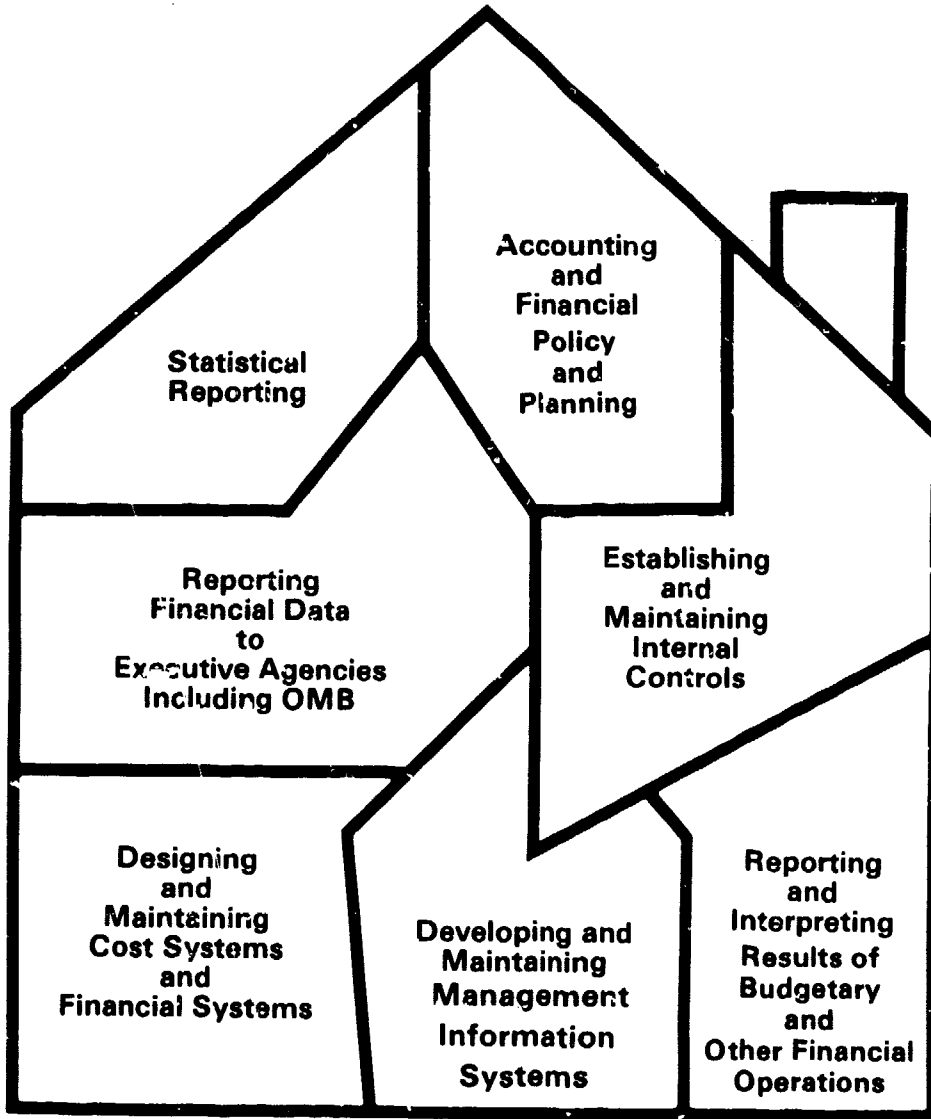 Statistical
Reporting
Accounting
and
Financial
Policy
and
Planning
Reporting
Financial Data
to
Executive Agencies
Including OMB
Establishing
and
Maintaining
Internal
Controls
Designing
and
Maintaining
Cost Systems
and
Financial Systems
Developing and
Maintaining
Management
Information
Systems
Reporting
and
Interpreting
Results of
Budgetary
and
Other Financial
Operations